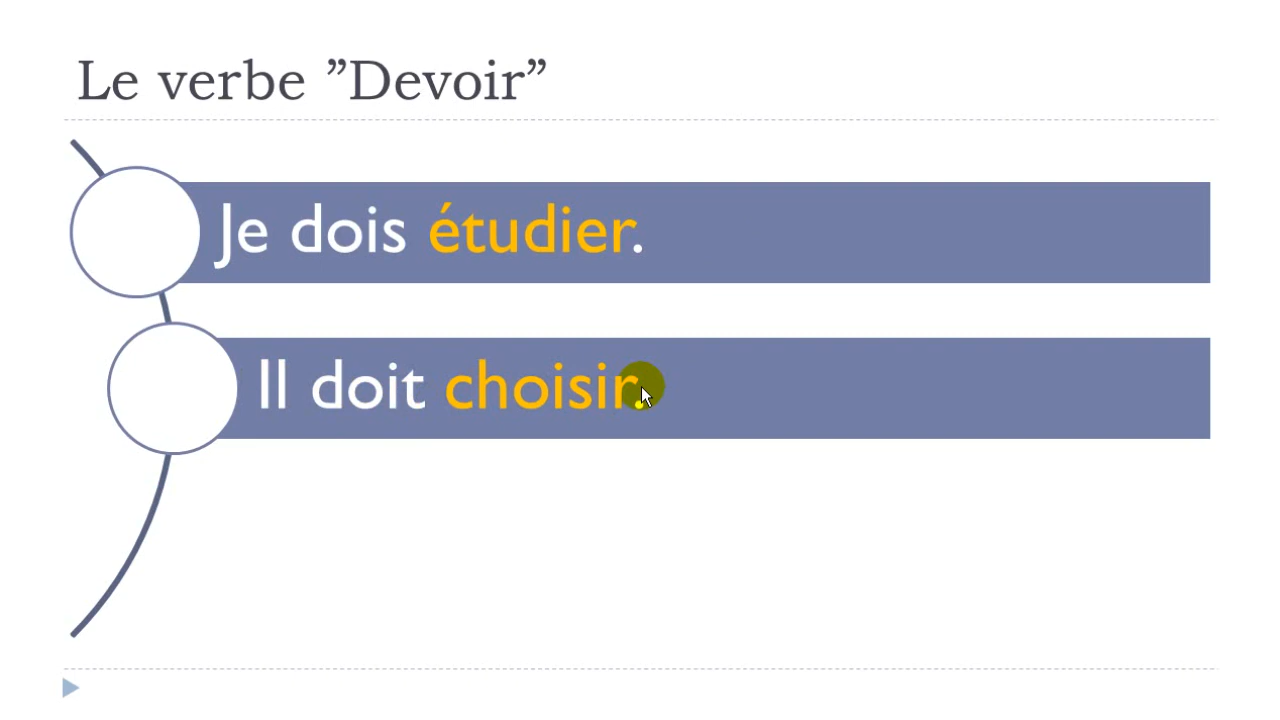 Le verbe ”Devoir”
Je dois étudier.
Il doit choisir.